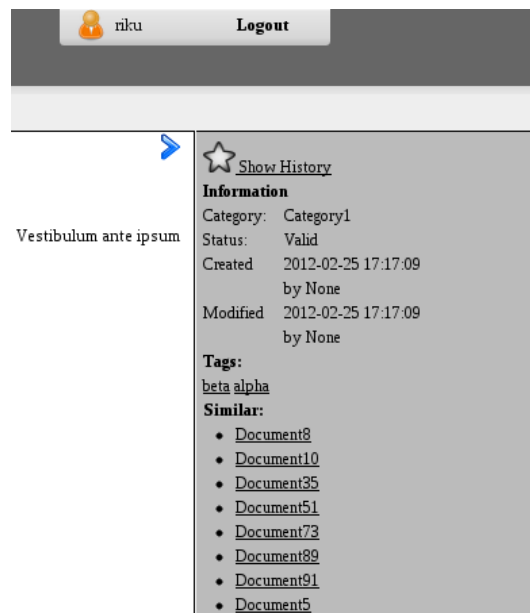 riku Logout
Vestibulum ante ipsum
Show History
Information
Category: Category1
Status: Valid
Created 2012-02-25 17:17:09
by None
Modified 2012-02-25 17:17:09
by None
Tags:
beta alpha
Similar:
Document8
Document10
Document35
Document51
Document73
Document89
Document91
Document5